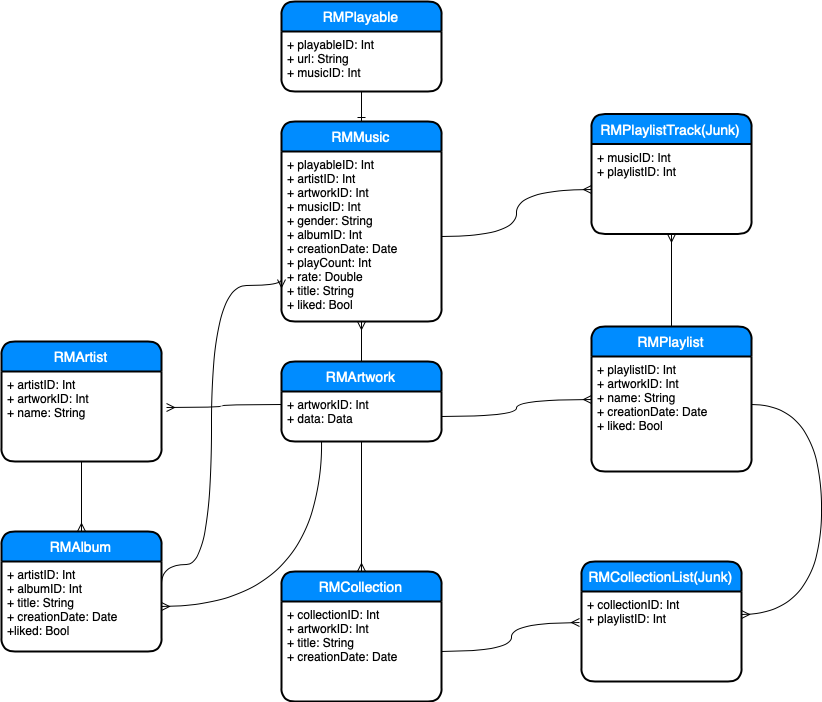 RMPlayable
+ playableID: Int
+ url: String
+ musicID: Int
RMMusic
+ playableID: Int
+ artistID: Int
+ artworkID: Int
+ musicID: Int
+ gender: String
+ albumID: Int
+ creationDate: Date
+ playCount: Int
+ rate: Double
+ title: String
+ liked: Bool
RMPlaylistTrack(Junk)
+ musicID: Int
+ playlistID: Int
RMArtist
+ artistID: Int
+ artworkID: Int
+ name: String
RMArtwork
+ artworkID: Int
+ data: Data
RMPlaylist
+ playlistID: Int
+ artworkID: Int
+ name: String
+ creationDate: Date
+ liked: Bool
RMAlbum
+ artistID: Int
+ albumID: Int
+ title: String
+ creationDate: Date
+liked: Bool
RMCollection
+ collectionID: Int
+ artworkID: Int
+ title: String
+ creationDate: Date
RMCollectionList(Junk)
+ collectionID: Int
+ playlistID: Int